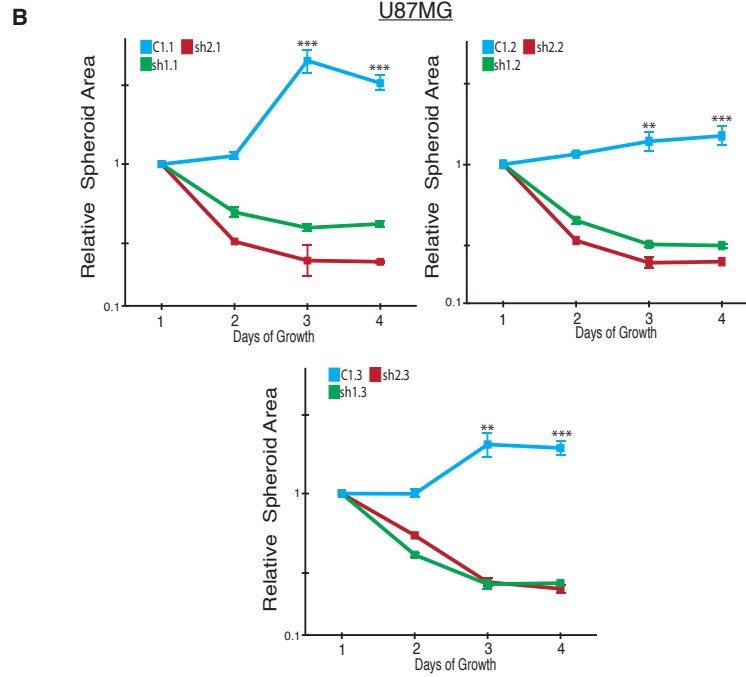 B
U87MG
C1.1 sh2.1
sh1.1
***
***
Relative Spheroid Area
1
0.1
1 2 3 4
Days of Growth
C1.2 sh2.2
sh1.2
**
***
Relative Spheroid Area
1
0.1
1 2 3 4
Days of Growth
C1.3 sh2.3
sh1.3
**
***
Relative Spheroid Area
1
0.1
1 2 3 4
Days of Growth